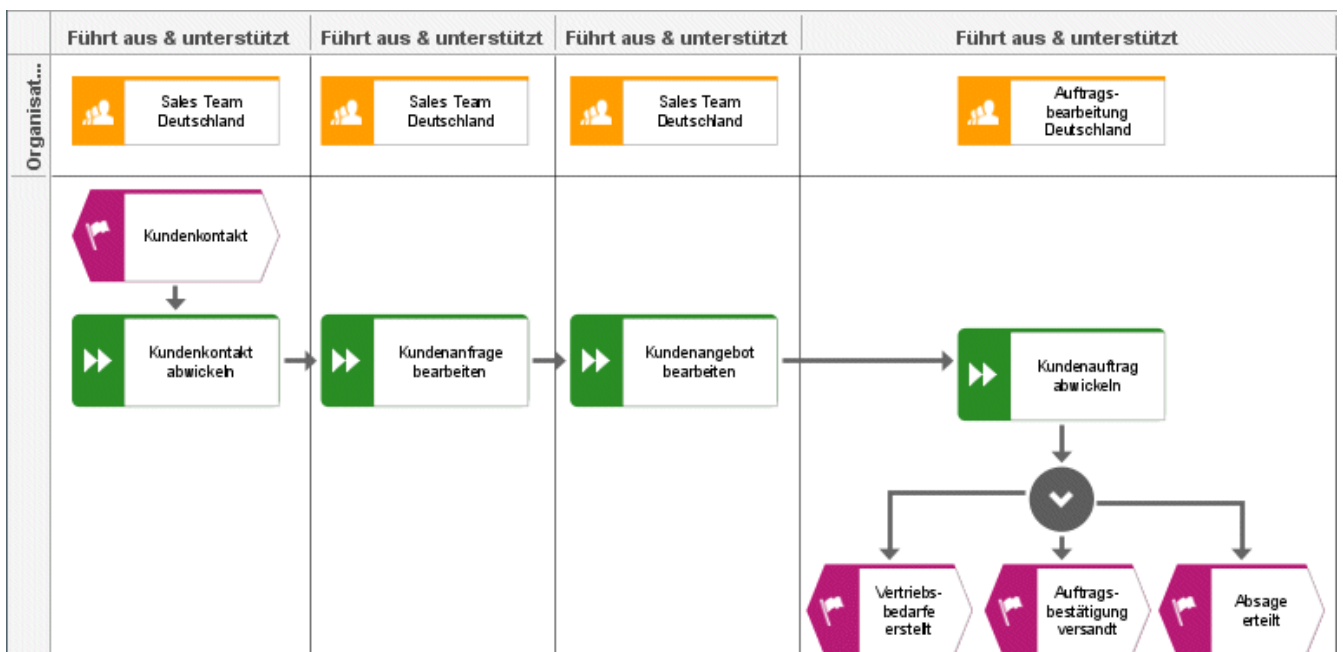 Führt aus & unterstützt
Führt aus & unterstützt
Führt aus & unterstützt
Führt aus & unterstützt
Organisat...
Sales Team
Deutschland
Sales Team
Deutschland
Sales Team
Deutschland
Auftrags-
bearbeitung
Deutschland
Kundenkontakt
Kundenkontakt
abwickeln
Kundenanfrage
bearbeiten
Kundenangebot
bearbeiten
Kundenauftrag
abwickeln
Vertriebs-
bedarfe
erstellt
Auftrags-
bestätigung
versandt
Absage
erteilt